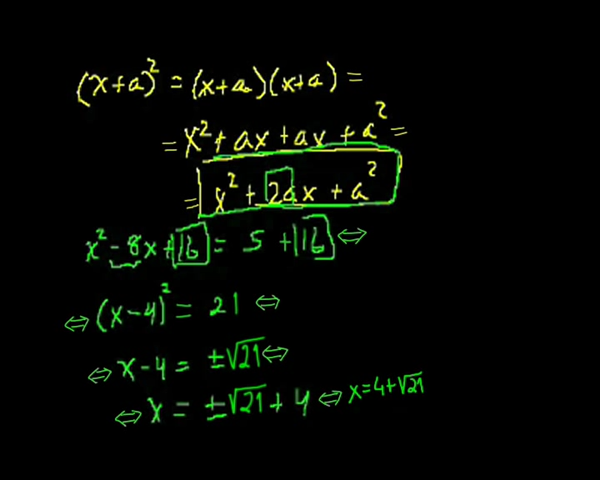 (x+a)² = (x+a)(x+a) =
= x² + ax + ax + a² =
= x² + 2ax + a²
x² - 8x + 16 = 5 + 16 ⇔
⇔ (x-4)² = 21 ⇔
⇔ x-4 = ±√21 ⇔
⇔ x = ±√21 + 4 ⇔ x=4+√21